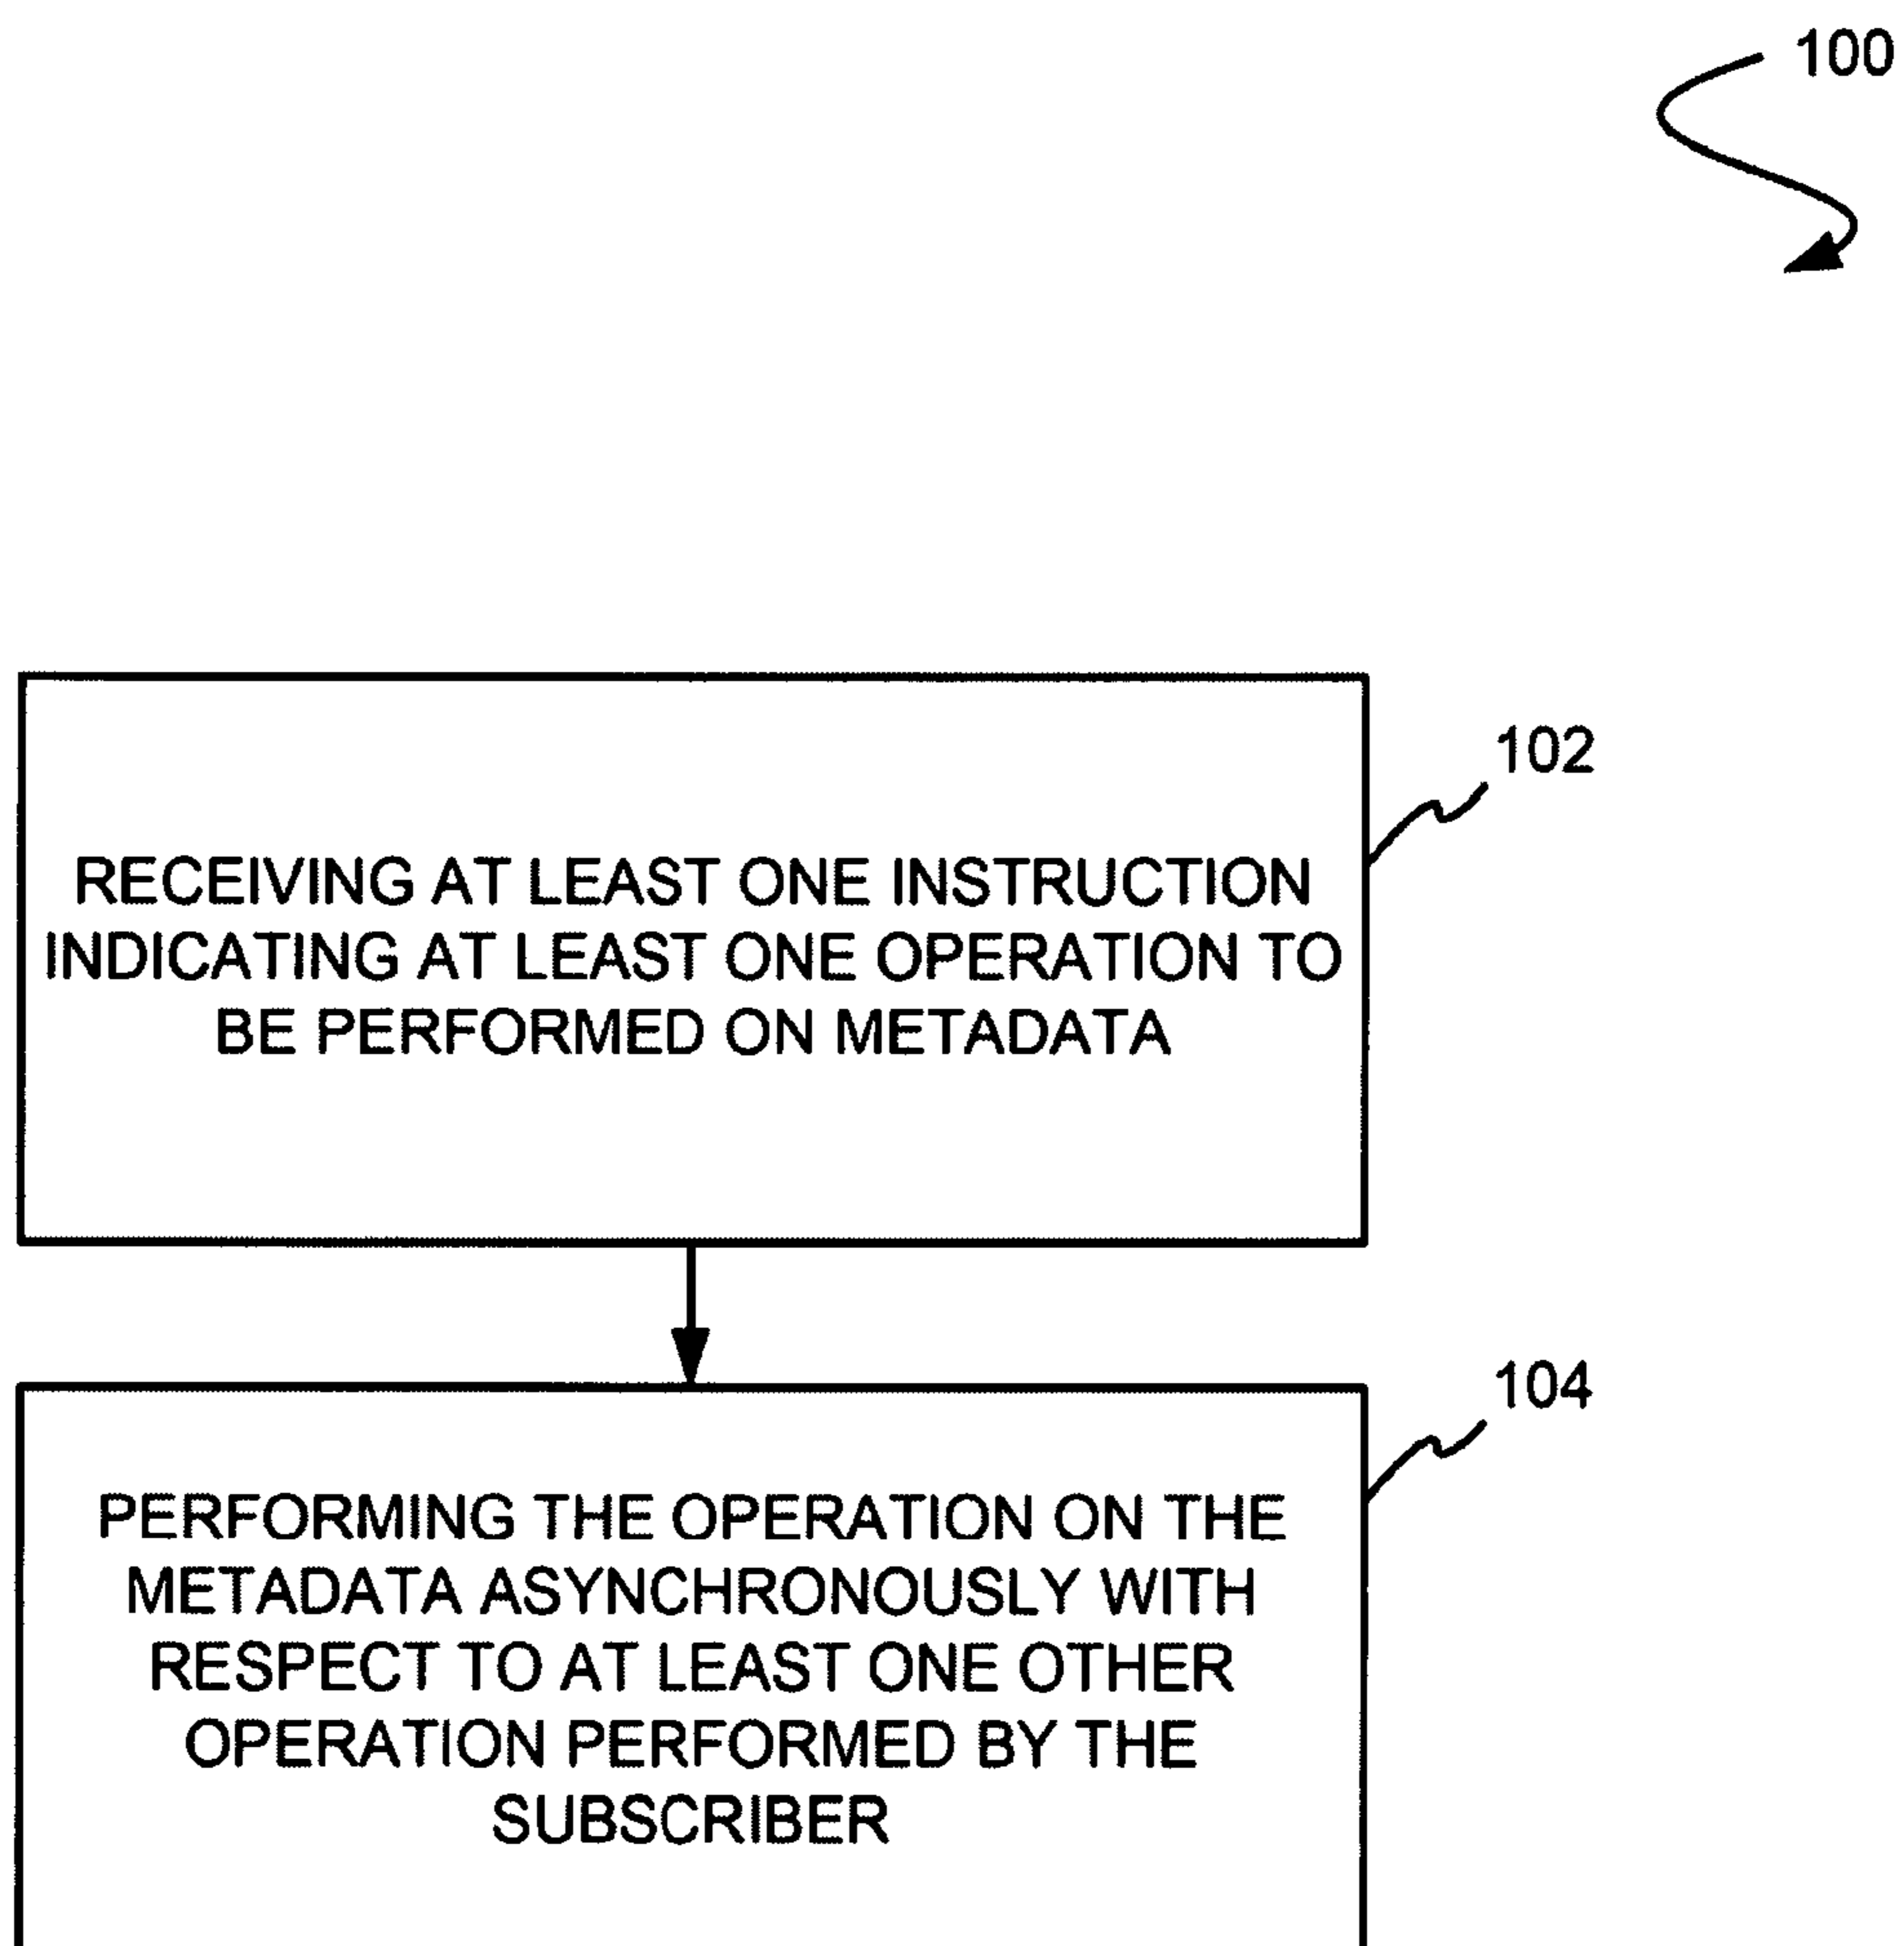 100
102
RECEIVING AT LEAST ONE INSTRUCTION
INDICATING AT LEAST ONE OPERATION TO
BE PERFORMED ON METADATA
104
PERFORMING THE OPERATION ON THE
METADATA ASYNCHRONOUSLY WITH
RESPECT TO AT LEAST ONE OTHER
OPERATION PERFORMED BY THE
SUBSCRIBER